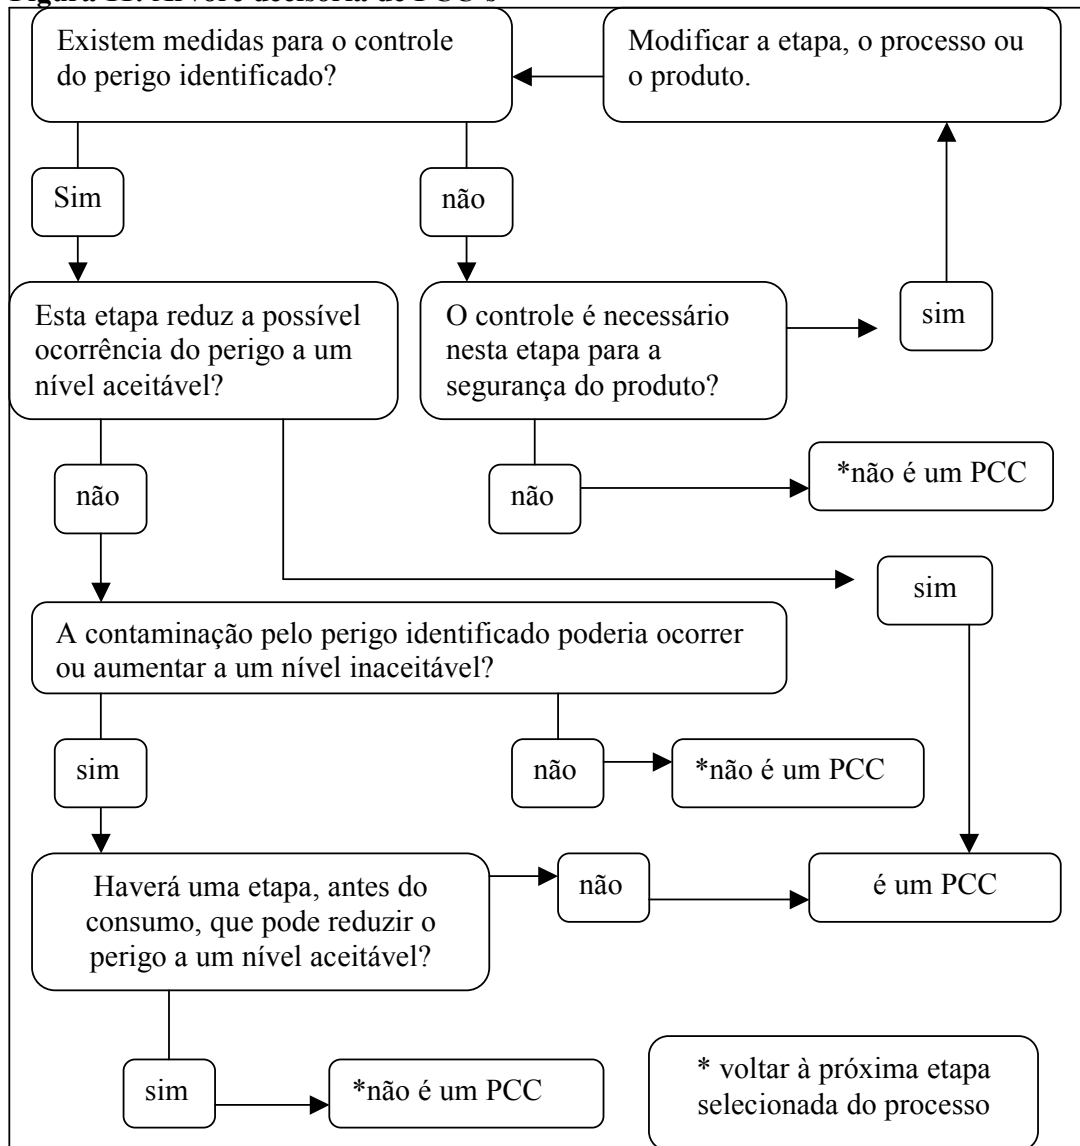 Figura 11: Árvore decisória de PCC's
Existem medidas para o controle
do perigo identificado?
Modificar a etapa, o processo ou
o produto.
Sim
não
sim
Esta etapa reduz a possível
ocorrência do perigo a um
nível aceitável?
O controle é necessário
nesta etapa para a
segurança do produto?
não
não
*não é um PCC
sim
A contaminação pelo perigo identificado poderia ocorrer
ou aumentar a um nível inaceitável?
sim
não
*não é um PCC
Haverá uma etapa, antes do
consumo, que pode reduzir o
perigo a um nível aceitável?
não
é um PCC
sim
*não é um PCC
* voltar à próxima etapa
selecionada do processo